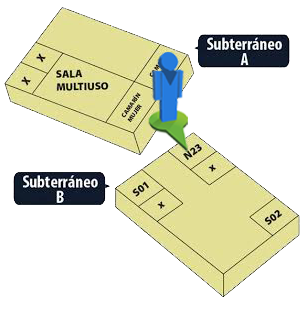 Subterráneo
A
X
X
SALA
MULTIUSO
CAMARÍN
MUJER
Subterráneo
B
N23
X
S01
X
S02